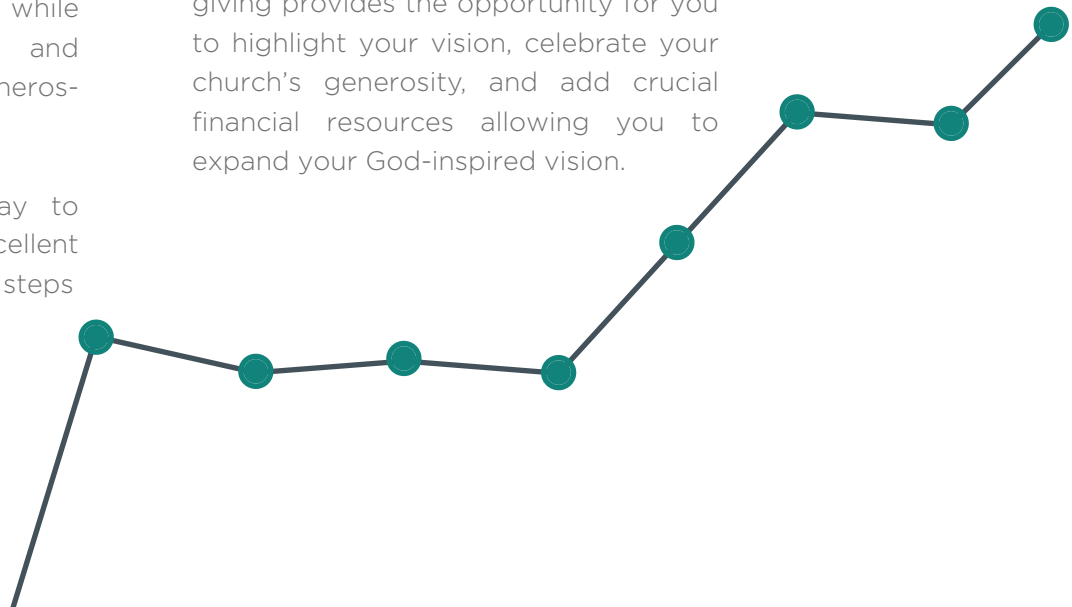 while
and
neros-
ay to
cellent
steps
giving provides the opportunity for you
to highlight your vision, celebrate your
church’s generosity, and add crucial
financial resources allowing you to
expand your God-inspired vision.